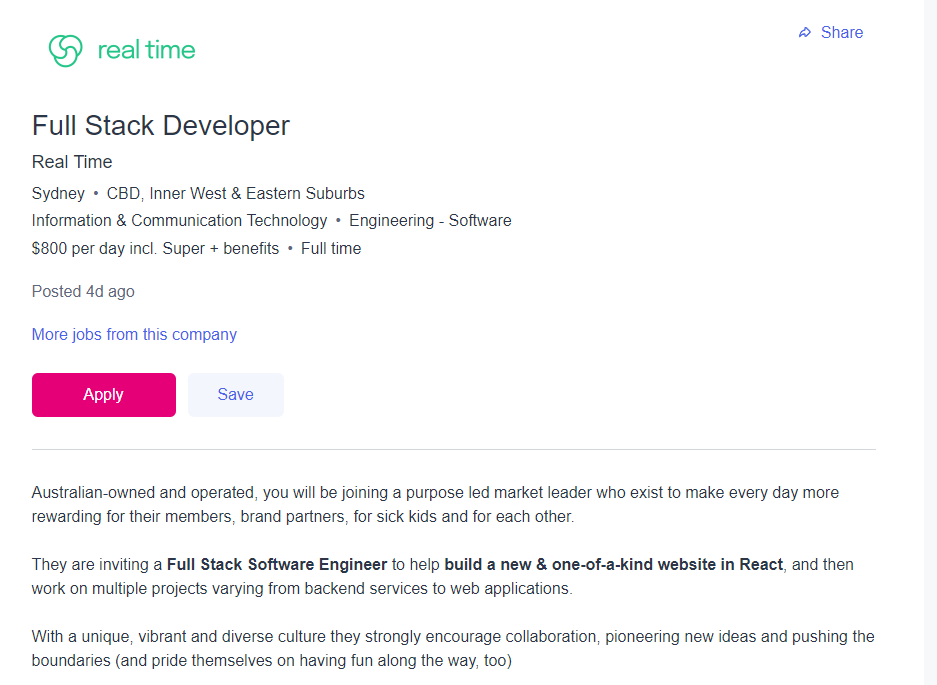 real time
Share
Full Stack Developer
Real Time
Sydney • CBD, Inner West & Eastern Suburbs
Information & Communication Technology • Engineering - Software
$800 per day incl. Super + benefits • Full time
Posted 4d ago
More jobs from this company
Apply
Save
Australian-owned and operated, you will be joining a purpose led market leader who exist to make every day more
rewarding for their members, brand partners, for sick kids and for each other.
They are inviting a Full Stack Software Engineer to help build a new & one-of-a-kind website in React, and then
work on multiple projects varying from backend services to web applications.
With a unique, vibrant and diverse culture they strongly encourage collaboration, pioneering new ideas and pushing the
boundaries (and pride themselves on having fun along the way, too)